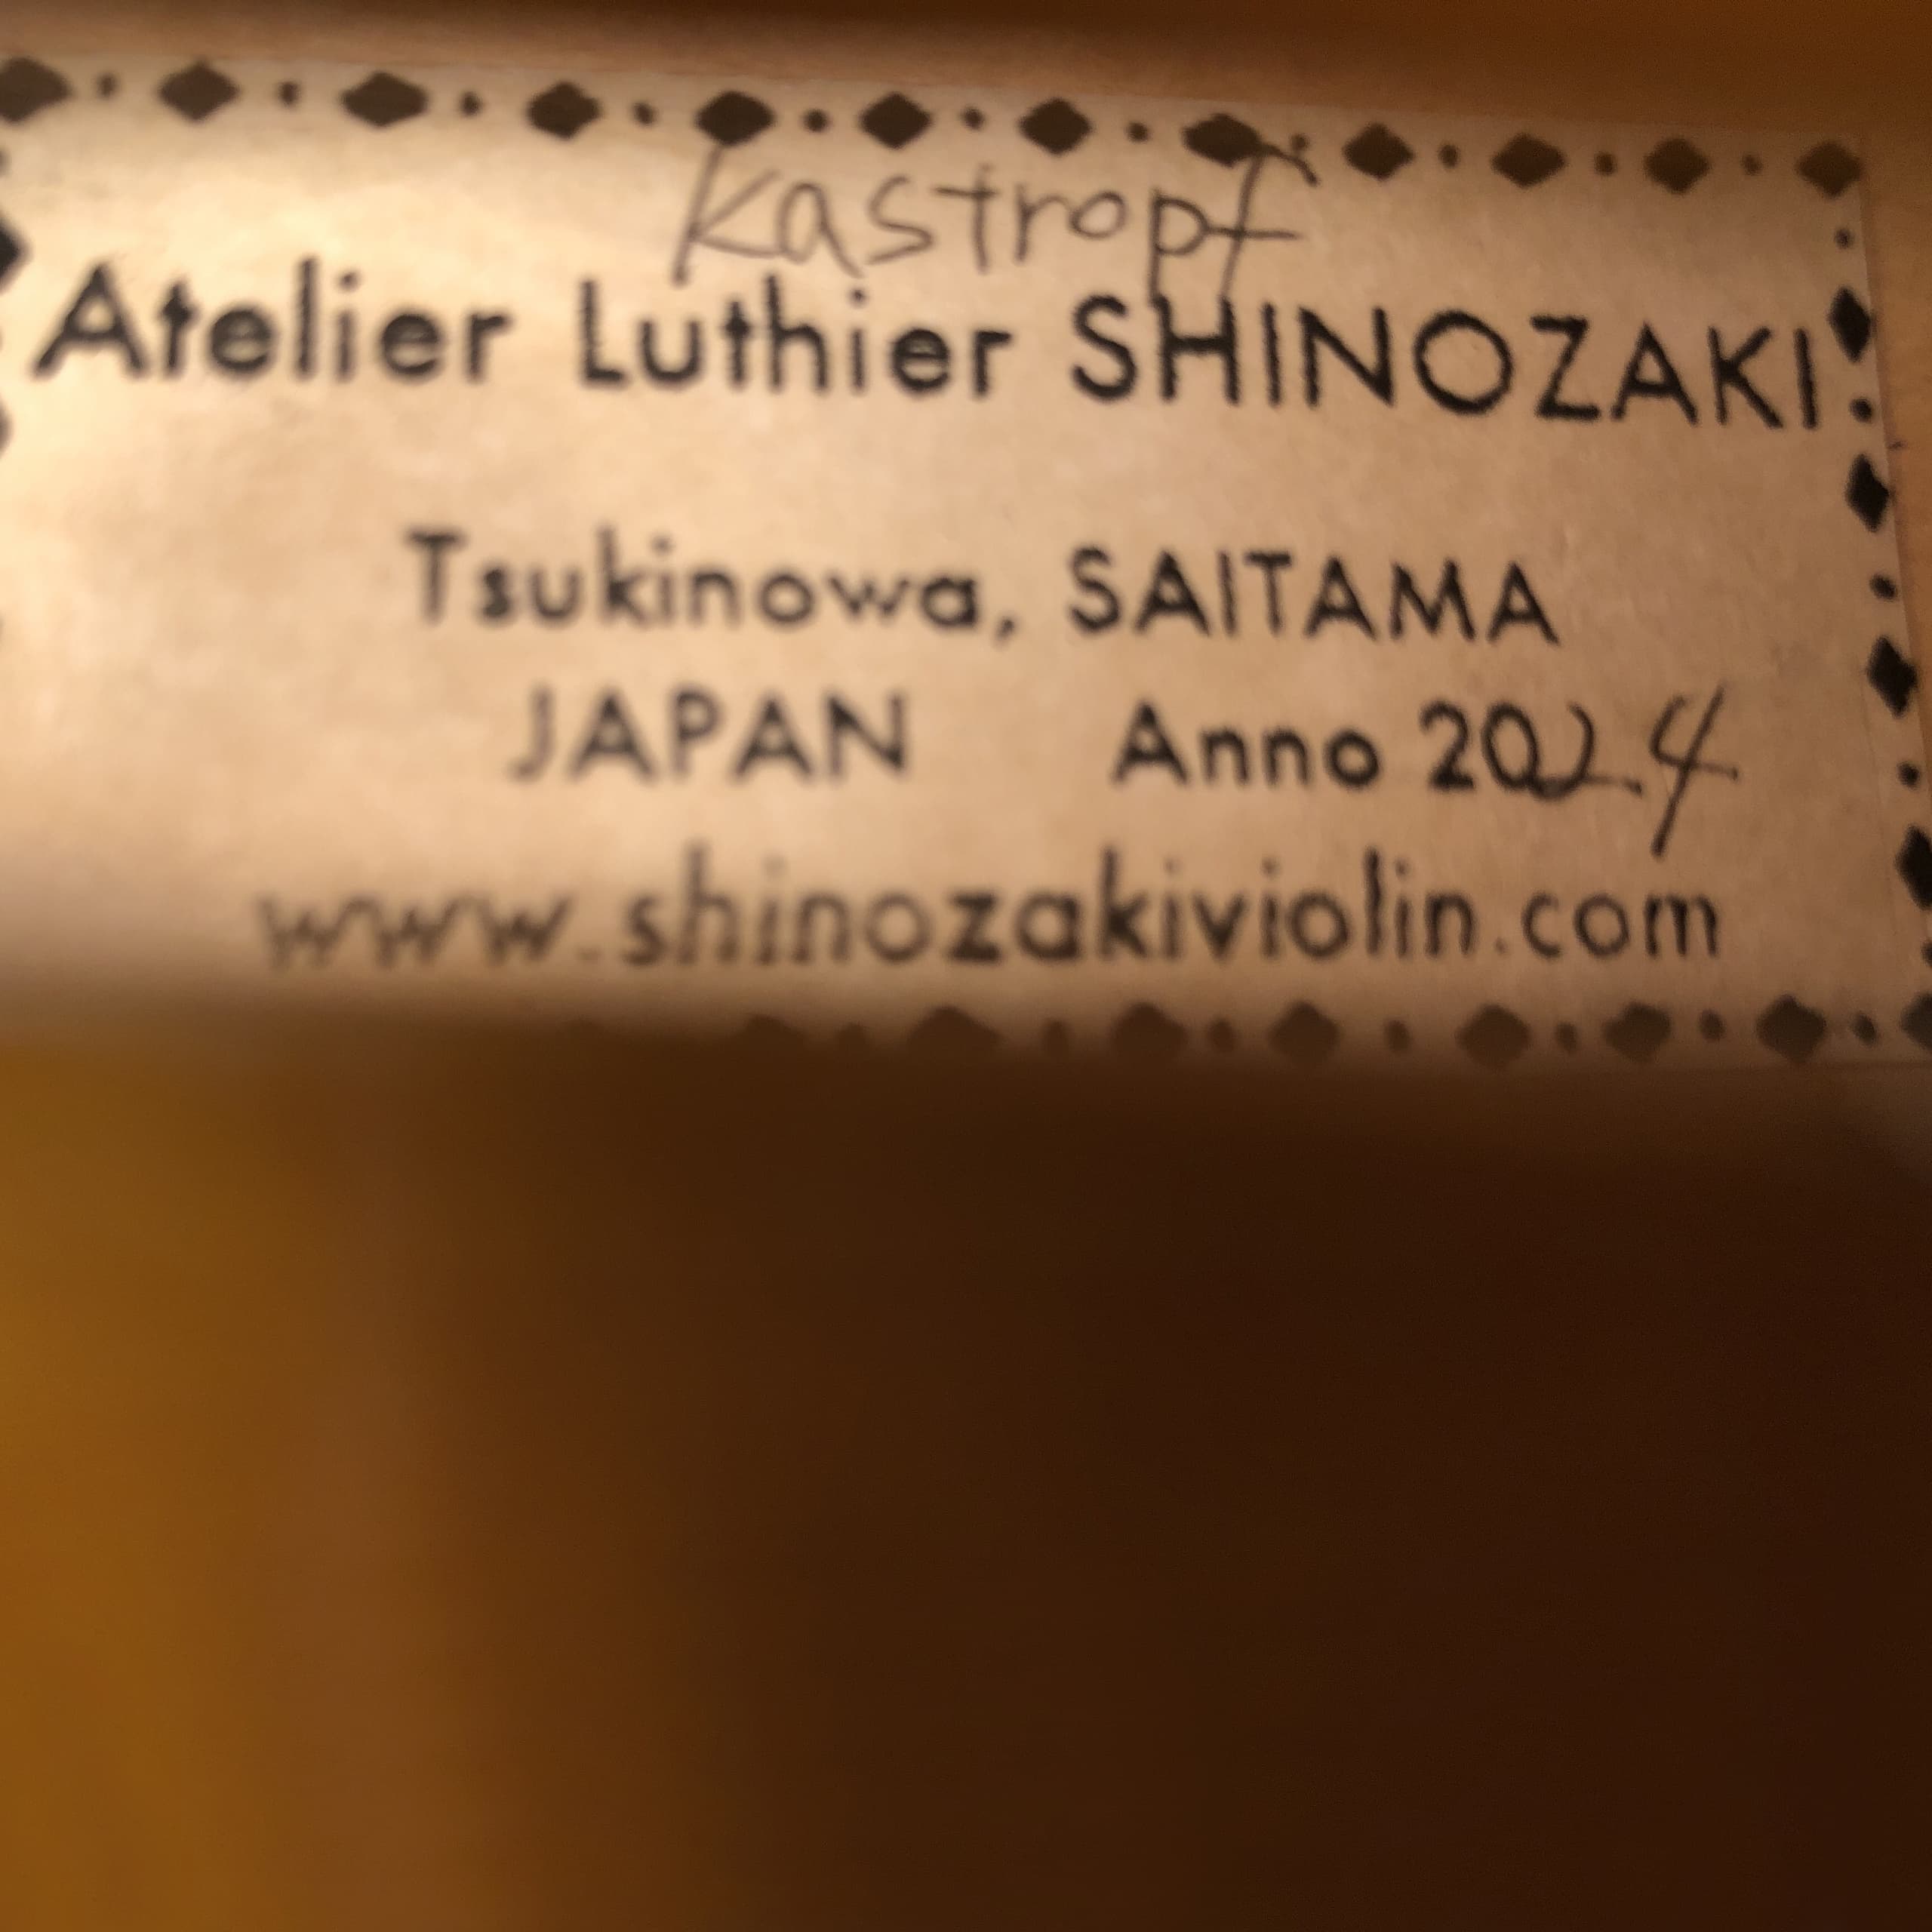 Kastropf
Atelier Luthier SHINOZAKI
Tsukinowa, SAITAMA
JAPAN Anno 2024
www.shinozakiviolin.com